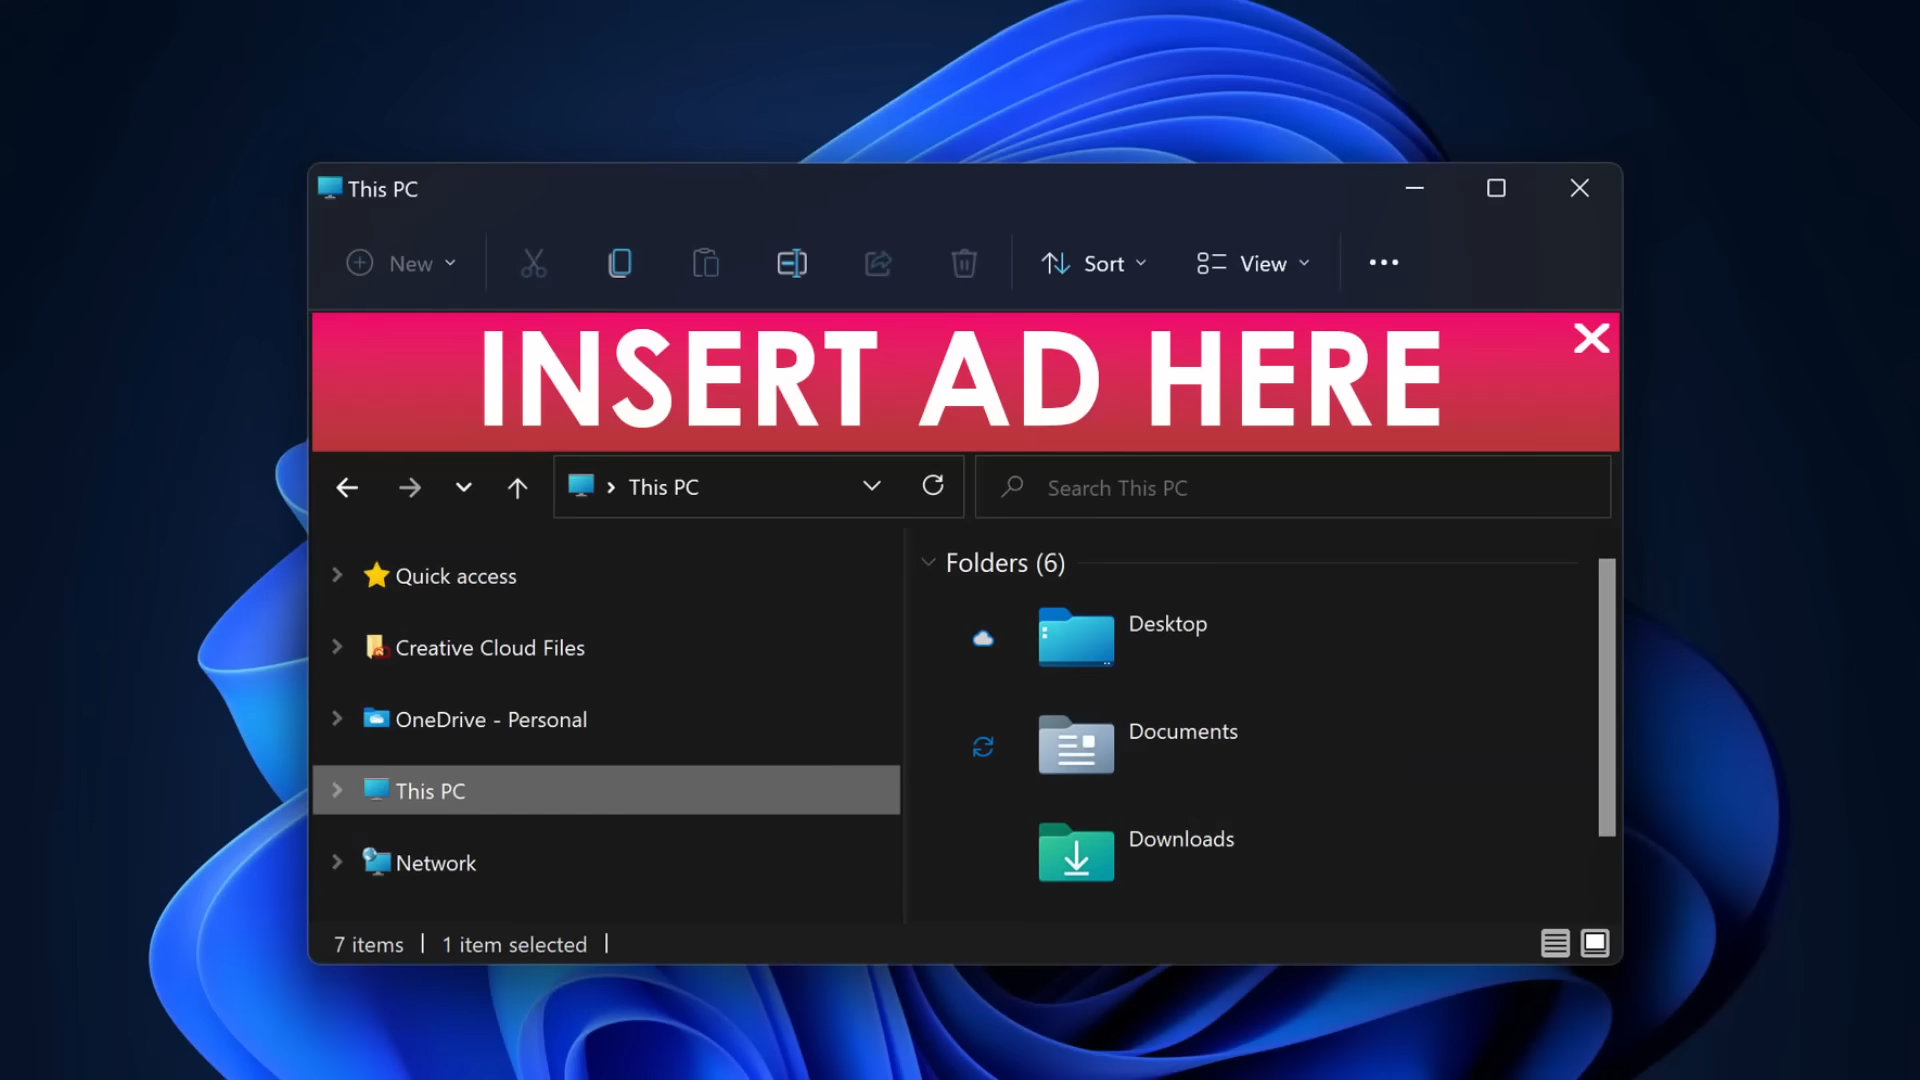 This PC
New
Sort
View
INSERT AD HERE
This PC
Search This PC
Quick access
Creative Cloud Files
OneDrive - Personal
This PC
Network
Folders (6)
Desktop
Documents
Downloads
7 items
1 item selected